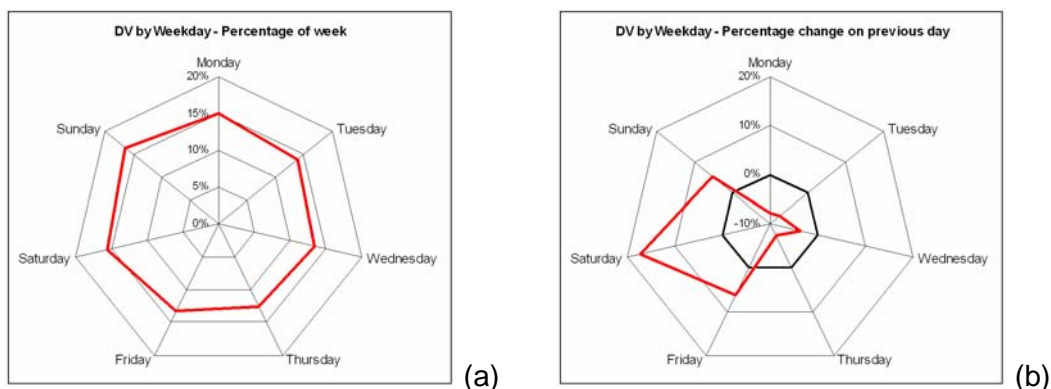 DV by Weekday - Percentage of week
Monday
20%
15%
10%
5%
0%
Sunday
Tuesday
Saturday
Wednesday
Friday
Thursday
(a)
DV by Weekday - Percentage change on previous day
Monday
20%
10%
0%
-10%
Sunday
Tuesday
Saturday
Wednesday
Friday
Thursday
(b)